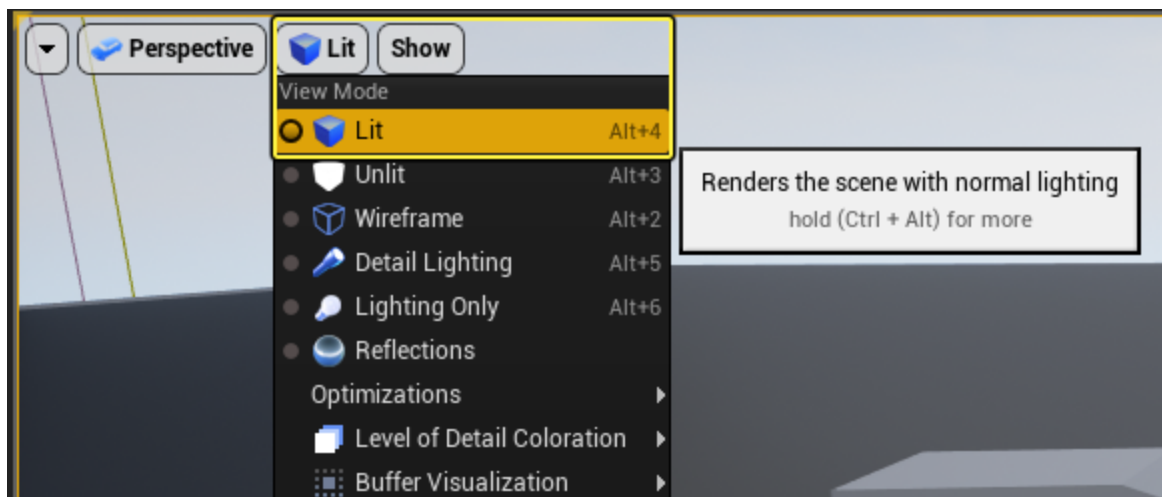 Perspective Lit Show
View Mode
Lit Alt+4
Unlit Alt+3
Renders the scene with normal lighting
hold (Ctrl + Alt) for more
Wireframe Alt+2
Detail Lighting Alt+5
Lighting Only Alt+6
Reflections
Optimizations
Level of Detail Coloration
Buffer Visualization